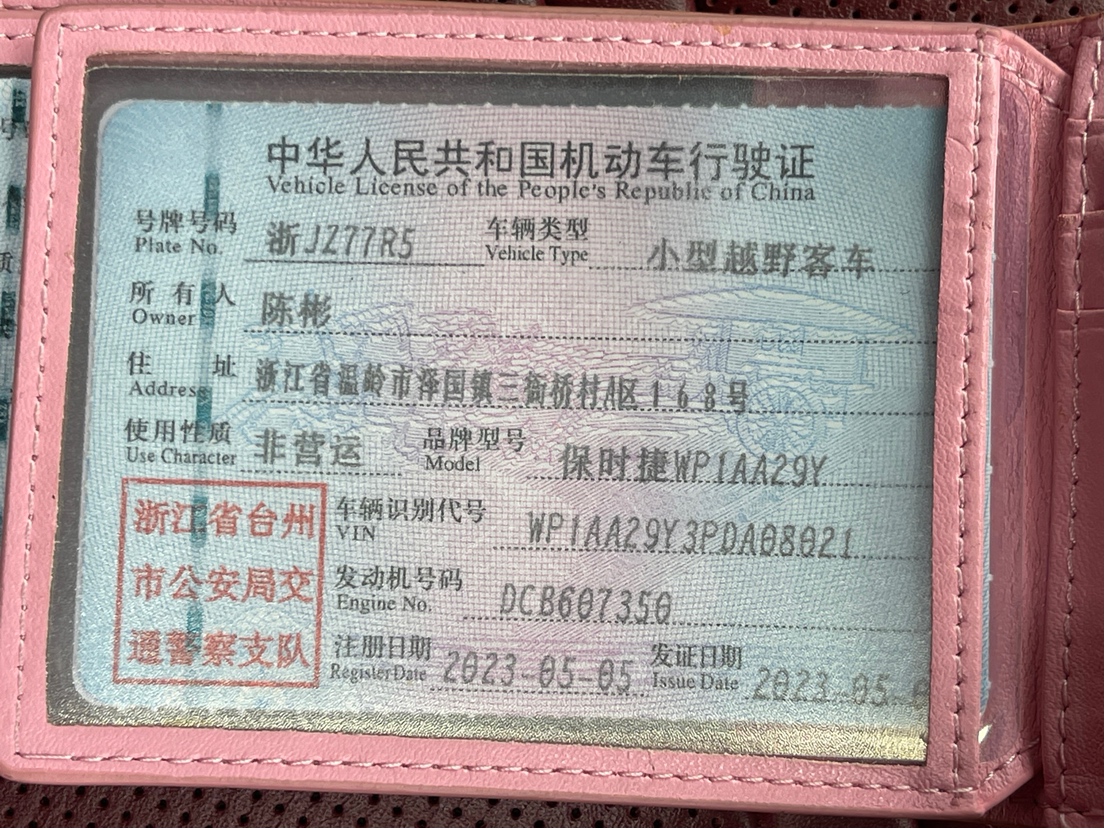 中华人民共和国机动车行驶证
Vehicle License of the People's Republic of China
号牌号码 浙JZ77R5 车辆类型 小型越野客车
Plate No. Vehicle Type
所有人 陈彬
Owner
住址 浙江省温岭市泽国镇三衙桥村A区168号
Address
使用性质 非营运 品牌型号 保时捷WP1AA29Y
Use Character Model
浙江省台州
市公安局交
通警察支队
车辆识别代号 WP1AA29Y3PDA08021
VIN
发动机号码 DCB607350
Engine No.
注册日期 2023-05-05 发证日期 2023-05-
Register Date Issue Date